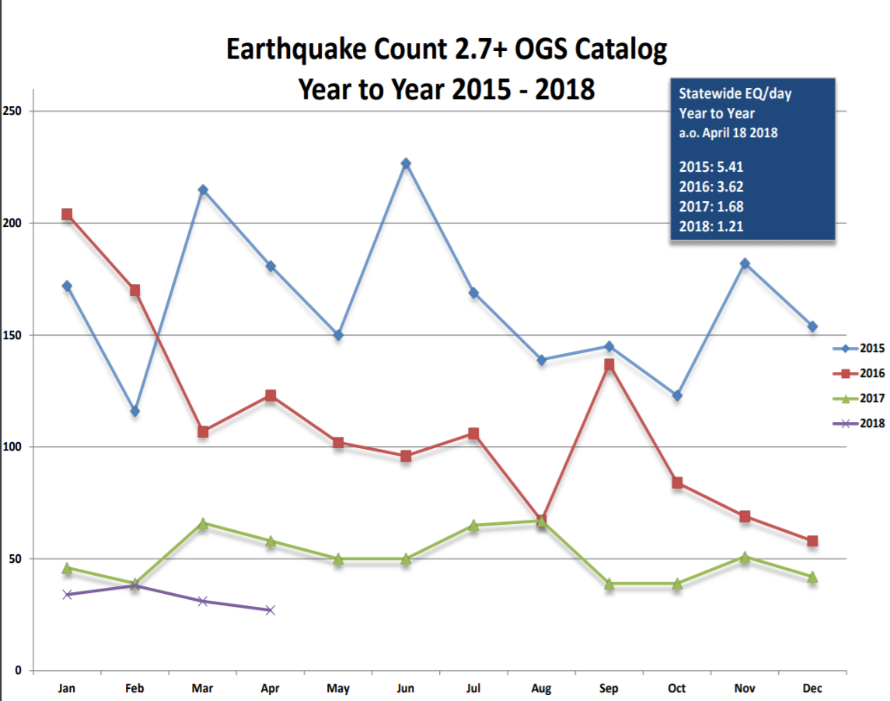 Earthquake Count 2.7+ OGS Catalog
Year to Year 2015 - 2018
Statewide EQ/day
Year to Year
a.o. April 18 2018
2015: 5.41
2016: 3.62
2017: 1.68
2018: 1.21
250
200
150
100
50
0
Jan Feb Mar Apr May Jun Jul Aug Sep Oct Nov Dec
2015
2016
2017
2018